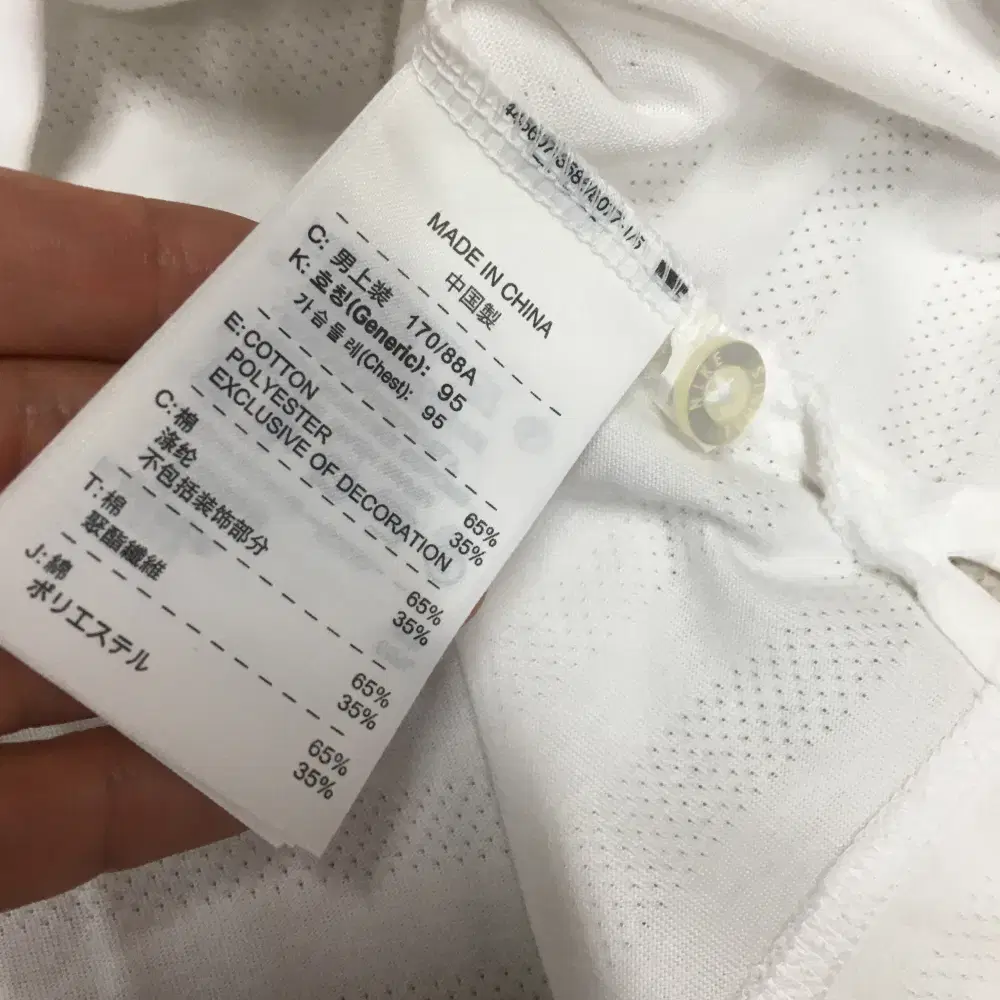 MADE IN CHINA
中国製
C: 男上装 170/88A
K: 호칭(Generic): 95
가슴둘레(Chest): 95
E: COTTON 65%
POLYESTER 35%
EXCLUSIVE OF DECORATION
C: 棉 65%
涤纶 35%
不包括装饰部分
T: 棉 65%
聚酯纖維 35%
J: 綿 65%
ポリエステル 35%